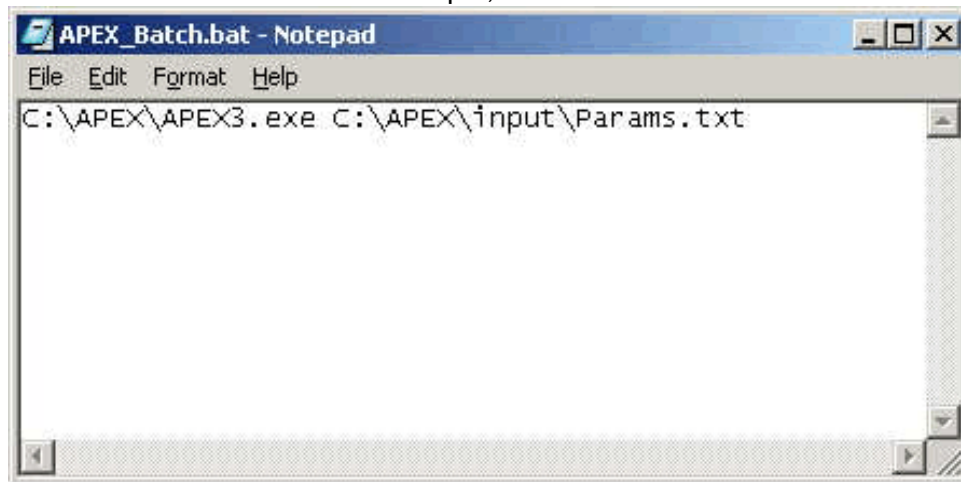 APEX_Batch.bat - Notepad
File Edit Format Help
C:\APEX\APEX3.exe C:\APEX\input\Params.txt